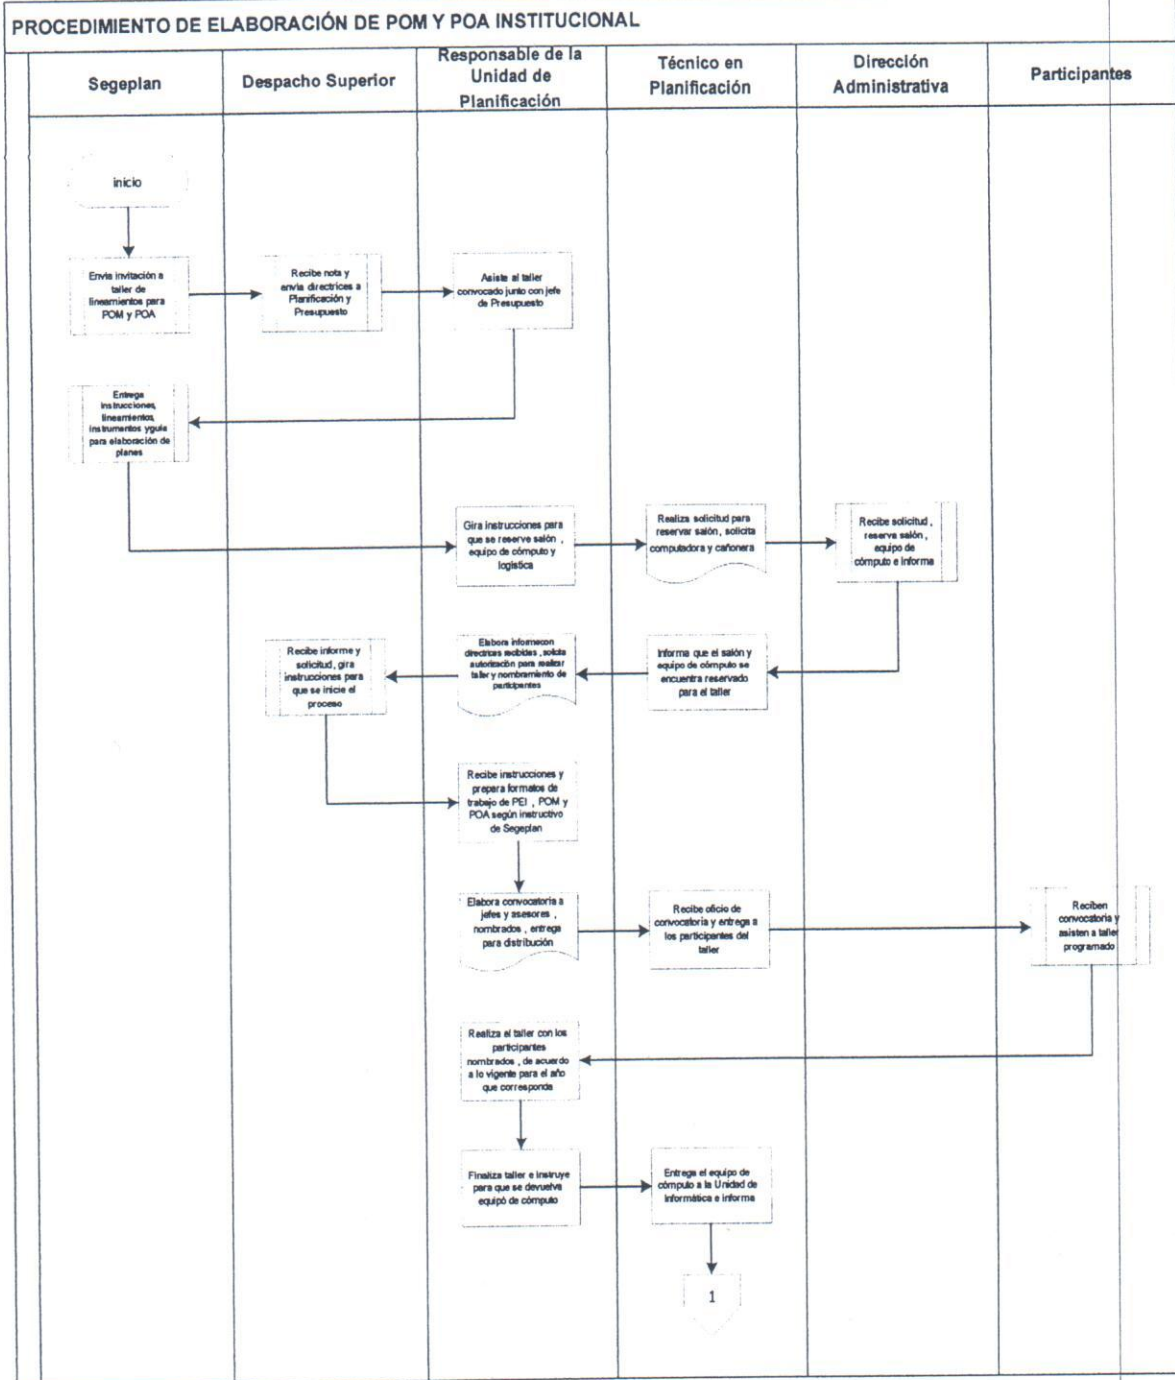 PROCEDIMIENTO DE ELABORACIÓN DE POM Y POA INSTITUCIONAL
Segeplan
Despacho Superior
Responsable de la
Unidad de
Planificación
Técnico en
Planificación
Dirección
Administrativa
Participantes
inicio
Envia invitación a
taller de
lineamientos para
POM y POA
Recibe nota y
envia directrices a
Planificación y
Presupuesto
Asiste al taller
convocado junto con jefe
de Presupuesto
Entrega
instrucciones,
lineamientos,
instrumentos yguia
para elaboración de
planes
Gira instrucciones para
que se reserve salón ,
equipo de cómputo y
logistica
Realiza solicitud para
reservar salón , solicita
computadora y cañonera
Recibe solicitud ,
reserva salón ,
equipo de
cómputo e informa
Recibe informe y
solicitud, gira
instrucciones para
que se inicie el
proceso
Elabora informecon
directrices recibidas , solicita
autorización para realizar
taller y nombramiento de
participantes
Informa que el salón y
equipo de cómputo se
encuentra reservado
para el taller
Recibe instrucciones y
prepara formatos de
trabajo de PEI , POM y
POA según instructivo
de Segeplan
Elabora convocatoria a
jefes y asesores ,
nombrados , entrega
para distribución
Recibe oficio de
convocatoria y entrega a
los participantes del
taller
Reciben
convocatoria y
asisten a taller
programado
Realiza el taller con los
participantes
nombrados , de acuerdo
a lo vigente para el año
que corresponda
Finaliza taller e instruye
para que se devuelva
equipó de cómputo
Entrega el equipo de
cómputo a la Unidad de
Informática e informa
1